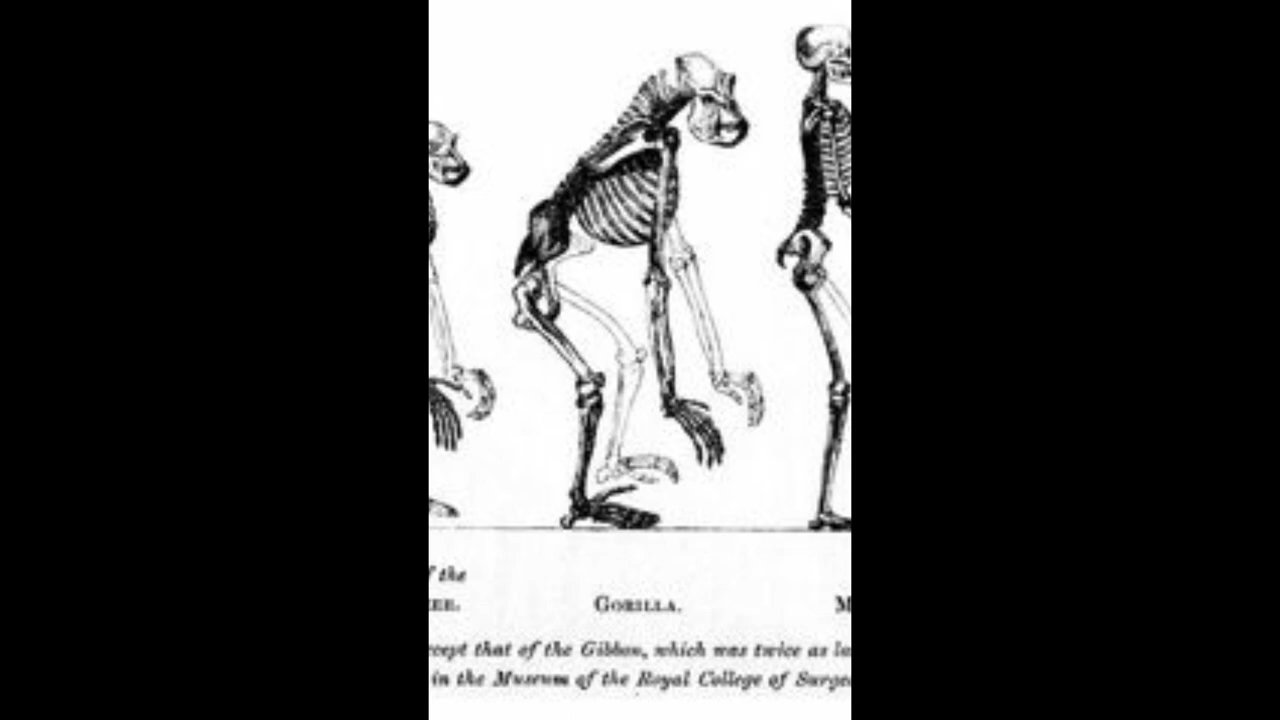 f the
EE. GORILLA. M
cept that of the Gibbon, which was twice as la
in the Museum of the Royal College of Surge